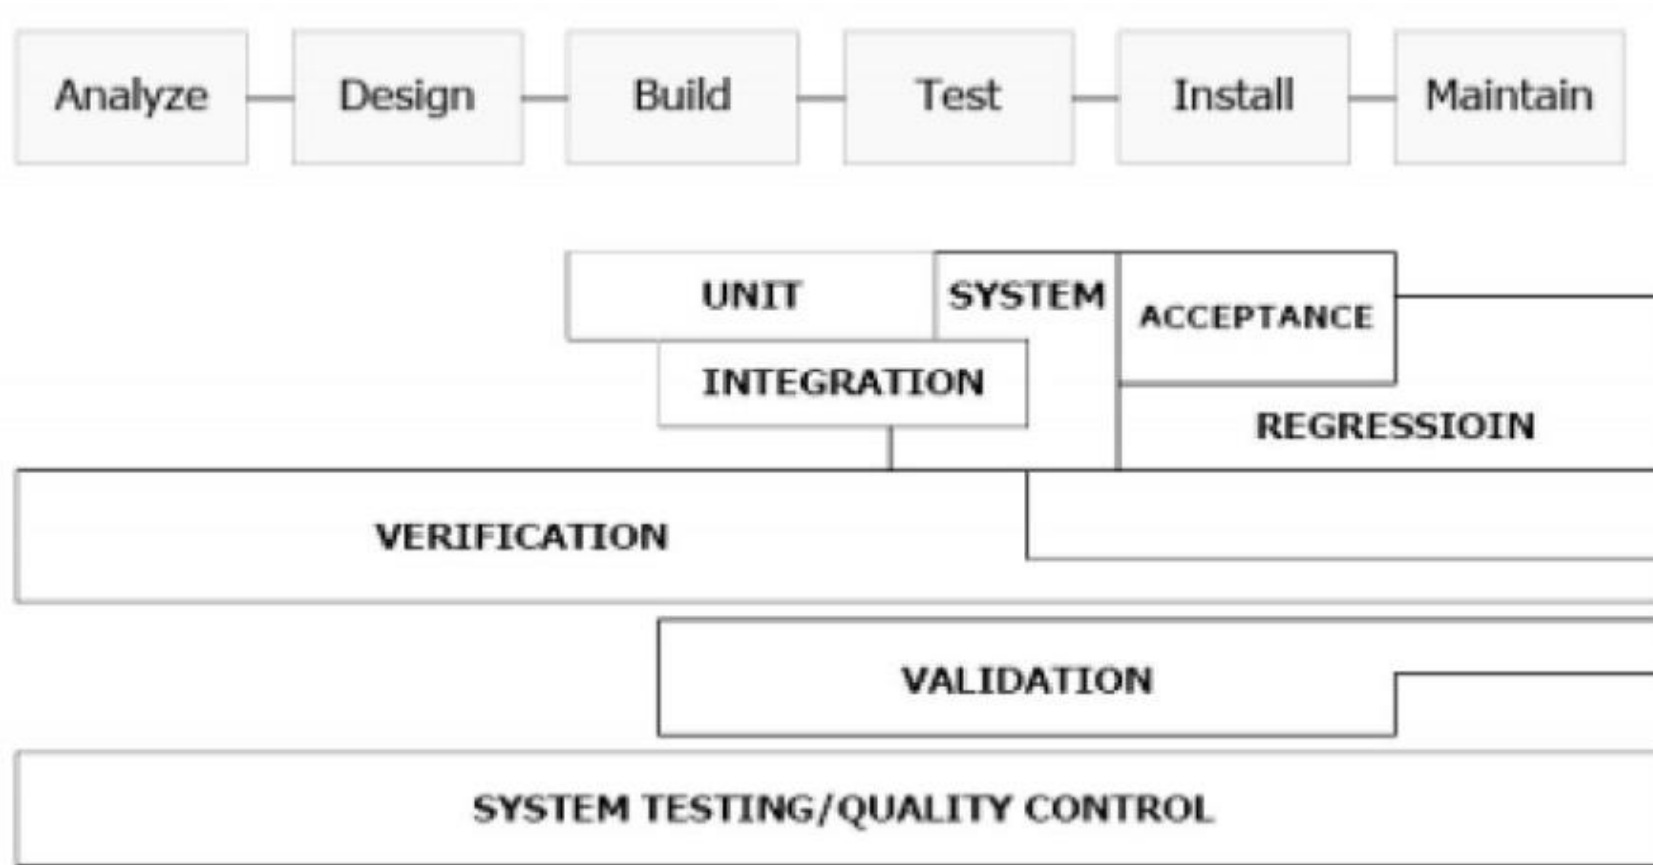 Analyze Design Build Test Install Maintain
UNIT SYSTEM
ACCEPTANCE
INTEGRATION
REGRESSIOIN
VERIFICATION
VALIDATION
SYSTEM TESTING/QUALITY CONTROL